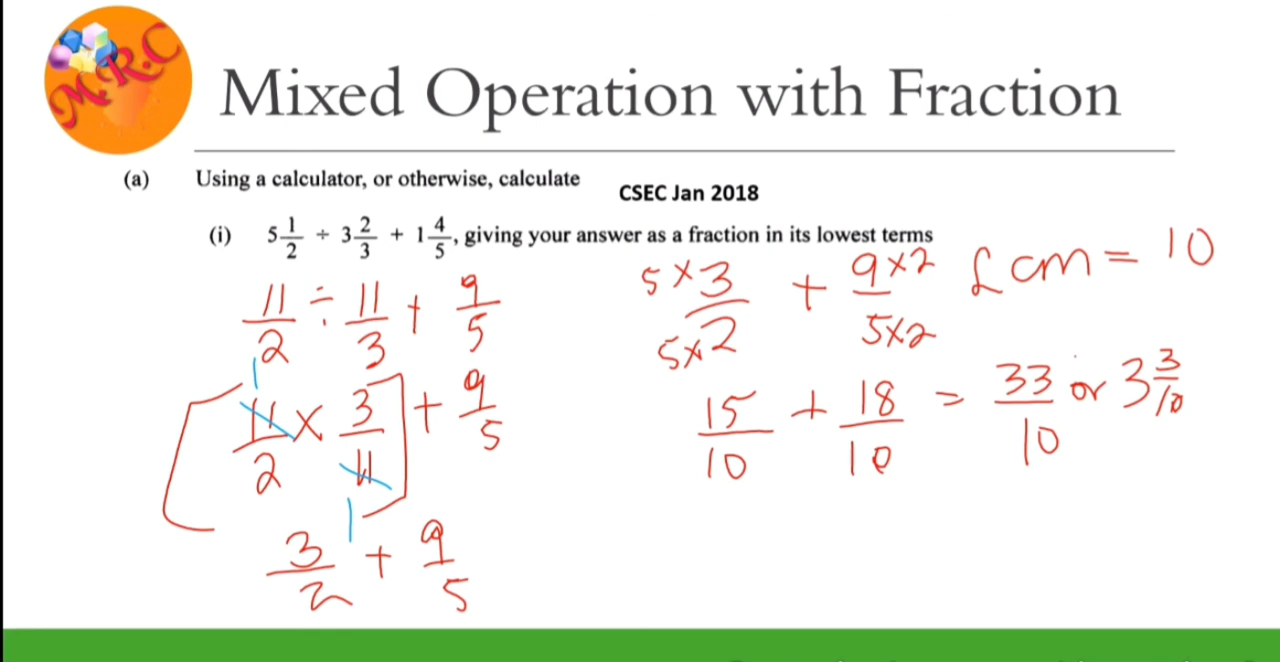 M.R.C
Mixed Operation with Fraction
(a) Using a calculator, or otherwise, calculate
CSEC Jan 2018
(i) 5 1/2 ÷ 3 2/3 + 1 4/5, giving your answer as a fraction in its lowest terms
11/2 ÷ 11/3 + 9/5
1
[11/2 × 3/11] + 9/5
1
3/2 + 9/5
5×3/5×2 + 9×2/5×2 LCM = 10
15/10 + 18/10 = 33/10 or 3 3/10